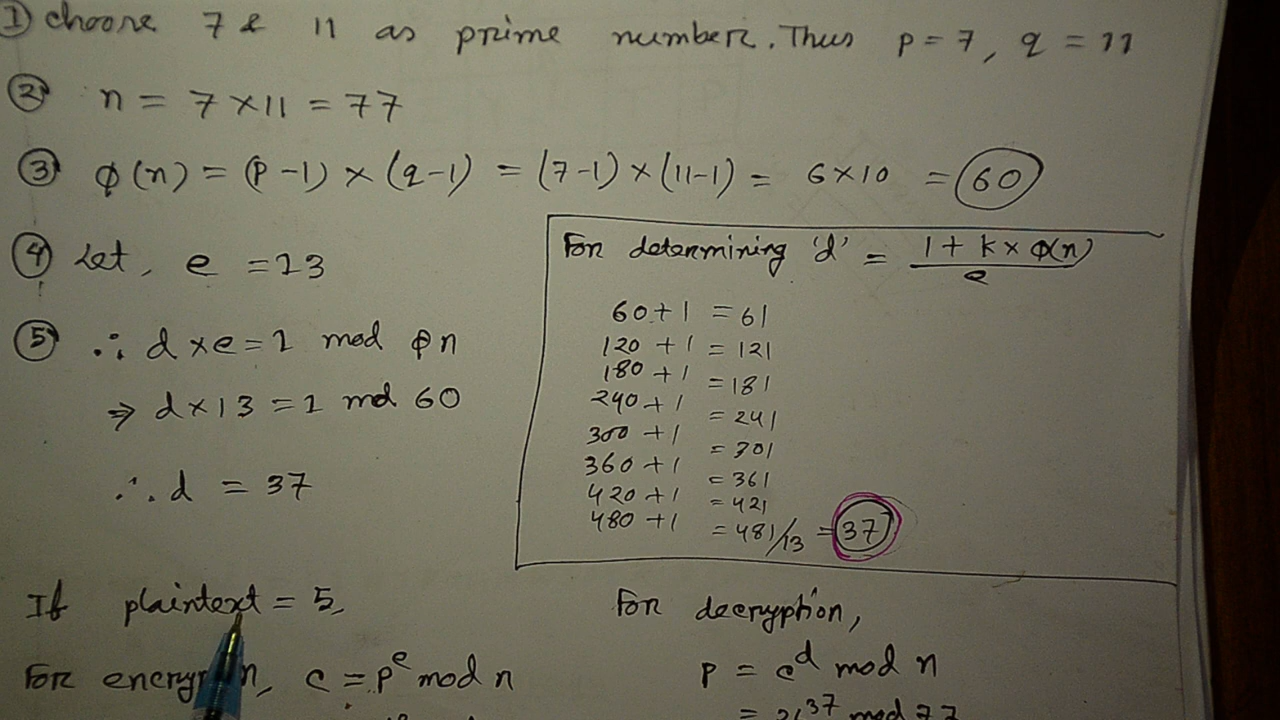 ① choose 7 & 11 as prime number. Thus p = 7, q = 11
② n = 7 × 11 = 77
③ φ(n) = (p - 1) × (q - 1) = (7-1) × (11-1) = 6 × 10 = 60
④ Let, e = 13
⑤ ∴ d × e = 1 mod φn
⇒ d × 13 = 1 mod 60
∴ d = 37
For determining 'd' = 1 + k × φ(n) / e
60 + 1 = 61
120 + 1 = 121
180 + 1 = 181
240 + 1 = 241
300 + 1 = 301
360 + 1 = 361
420 + 1 = 421
480 + 1 = 481/13 = 37
If plaintext = 5,
For c = p^e mod n
For decryption,
p = c^d mod n
37 mod 77